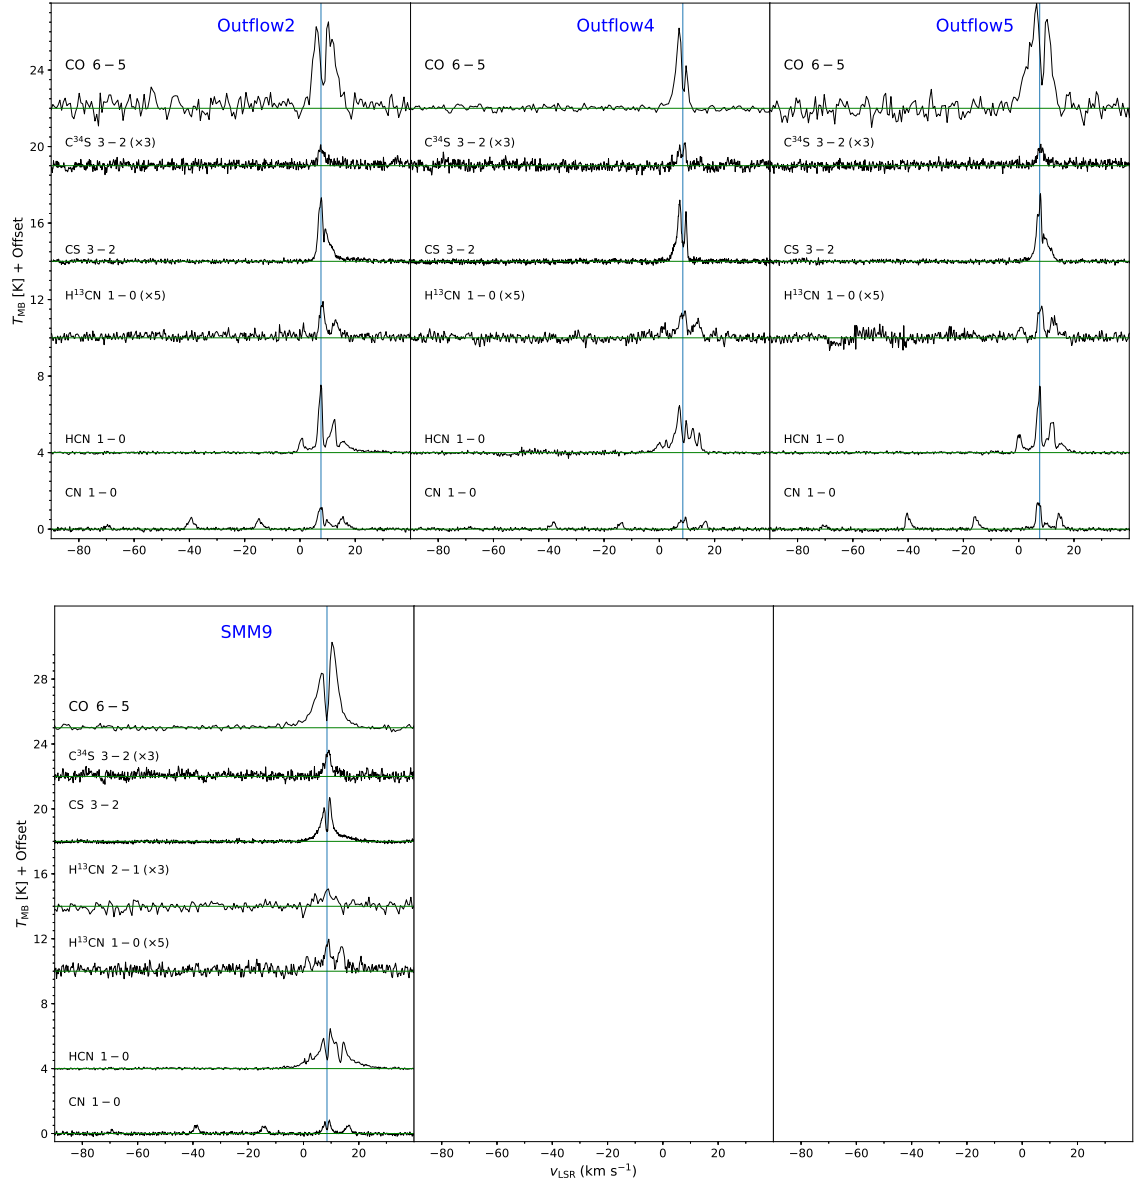 Outflow2
Outflow4
Outflow5
CO 6−5
CO 6−5
CO 6−5
C³⁴S 3−2 (×3)
C³⁴S 3−2 (×3)
C³⁴S 3−2 (×3)
CS 3−2
CS 3−2
CS 3−2
H¹³CN 1−0 (×5)
H¹³CN 1−0 (×5)
H¹³CN 1−0 (×5)
HCN 1−0
HCN 1−0
HCN 1−0
CN 1−0
CN 1−0
CN 1−0
24
20
16
12
8
4
0
T_MB [K] + Offset
−80 −60 −40 −20 0 20
−80 −60 −40 −20 0 20
−80 −60 −40 −20 0 20
SMM9
CO 6−5
C³⁴S 3−2 (×3)
CS 3−2
H¹³CN 2−1 (×3)
H¹³CN 1−0 (×5)
HCN 1−0
CN 1−0
28
24
20
16
12
8
4
0
T_MB [K] + Offset
−80 −60 −40 −20 0 20
−80 −60 −40 −20 0 20
−80 −60 −40 −20 0 20
v_LSR (km s⁻¹)